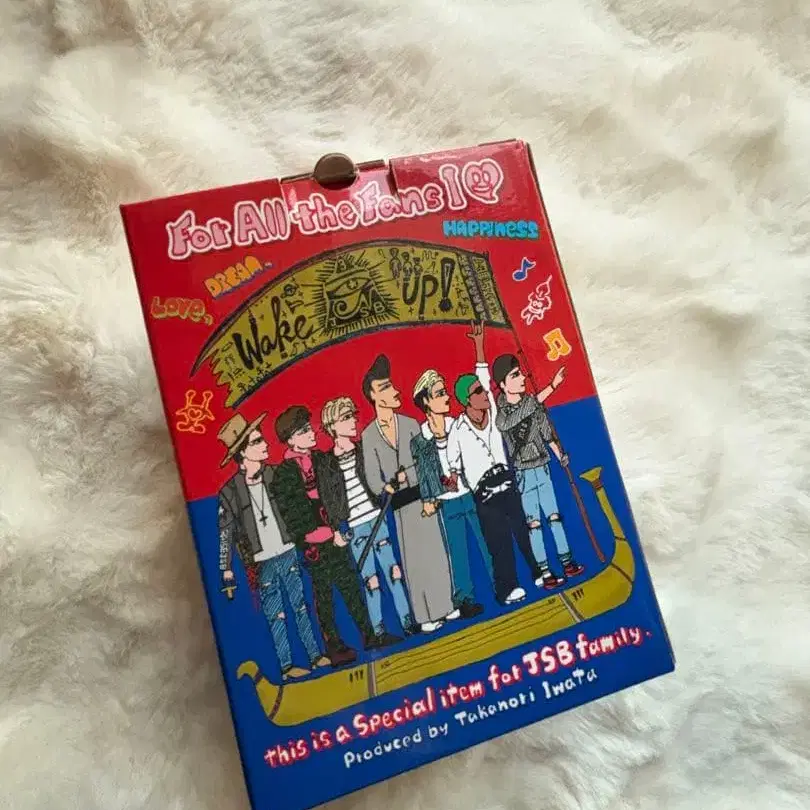 For All the Fans I
HAPPINESS
DREAM.
LOVE,
Wake UP!
this is a Special item for JSB family.
Produced by Takanori Iwata